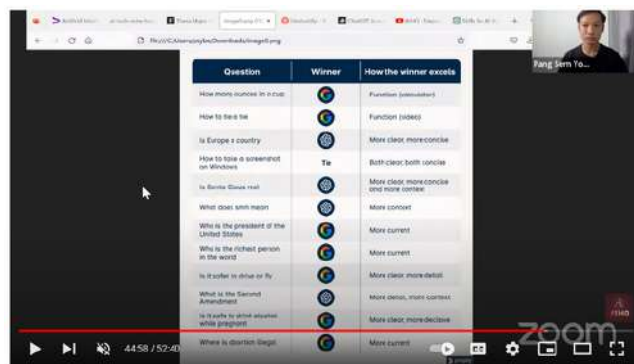 Pang Sern Yo...
Question Winner How the winner excels
How many ounces in a cup Function (calculator)
How to tie a tie Function (video)
Is Europe a country More clear, more concise
How to take a screenshot
on Windows Tie Both clear, both concise
Is Santa Claus real More clear, more concise
and more context
What does smh mean More context
Who is the president of the
United States More current
Who is the richest person
in the world More current
Is it safer to drive or fly More clear, more detail
What is the Second
Amendment More detail, more context
Is it safe to drink alcohol
while pregnant More clear, more decisive
Where is abortion illegal More current
zoom
44:58 / 52:40